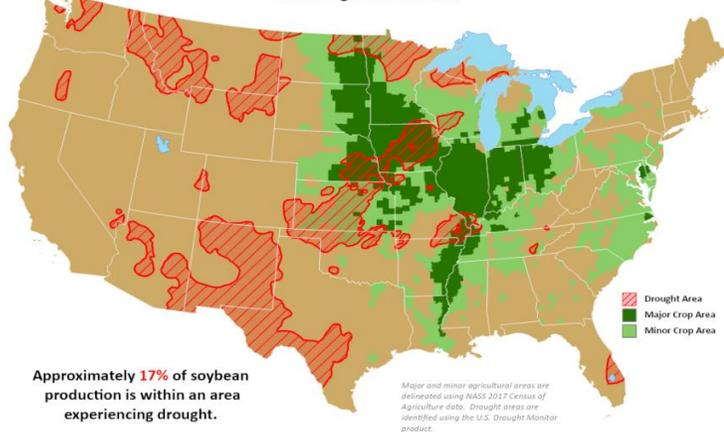 Drought Area
Major Crop Area
Minor Crop Area
Approximately 17% of soybean
production is within an area
experiencing drought.
Major and minor agricultural areas are
delineated using NASS 2017 Census of
Agriculture data. Drought areas are
identified using the U.S. Drought Monitor
product.